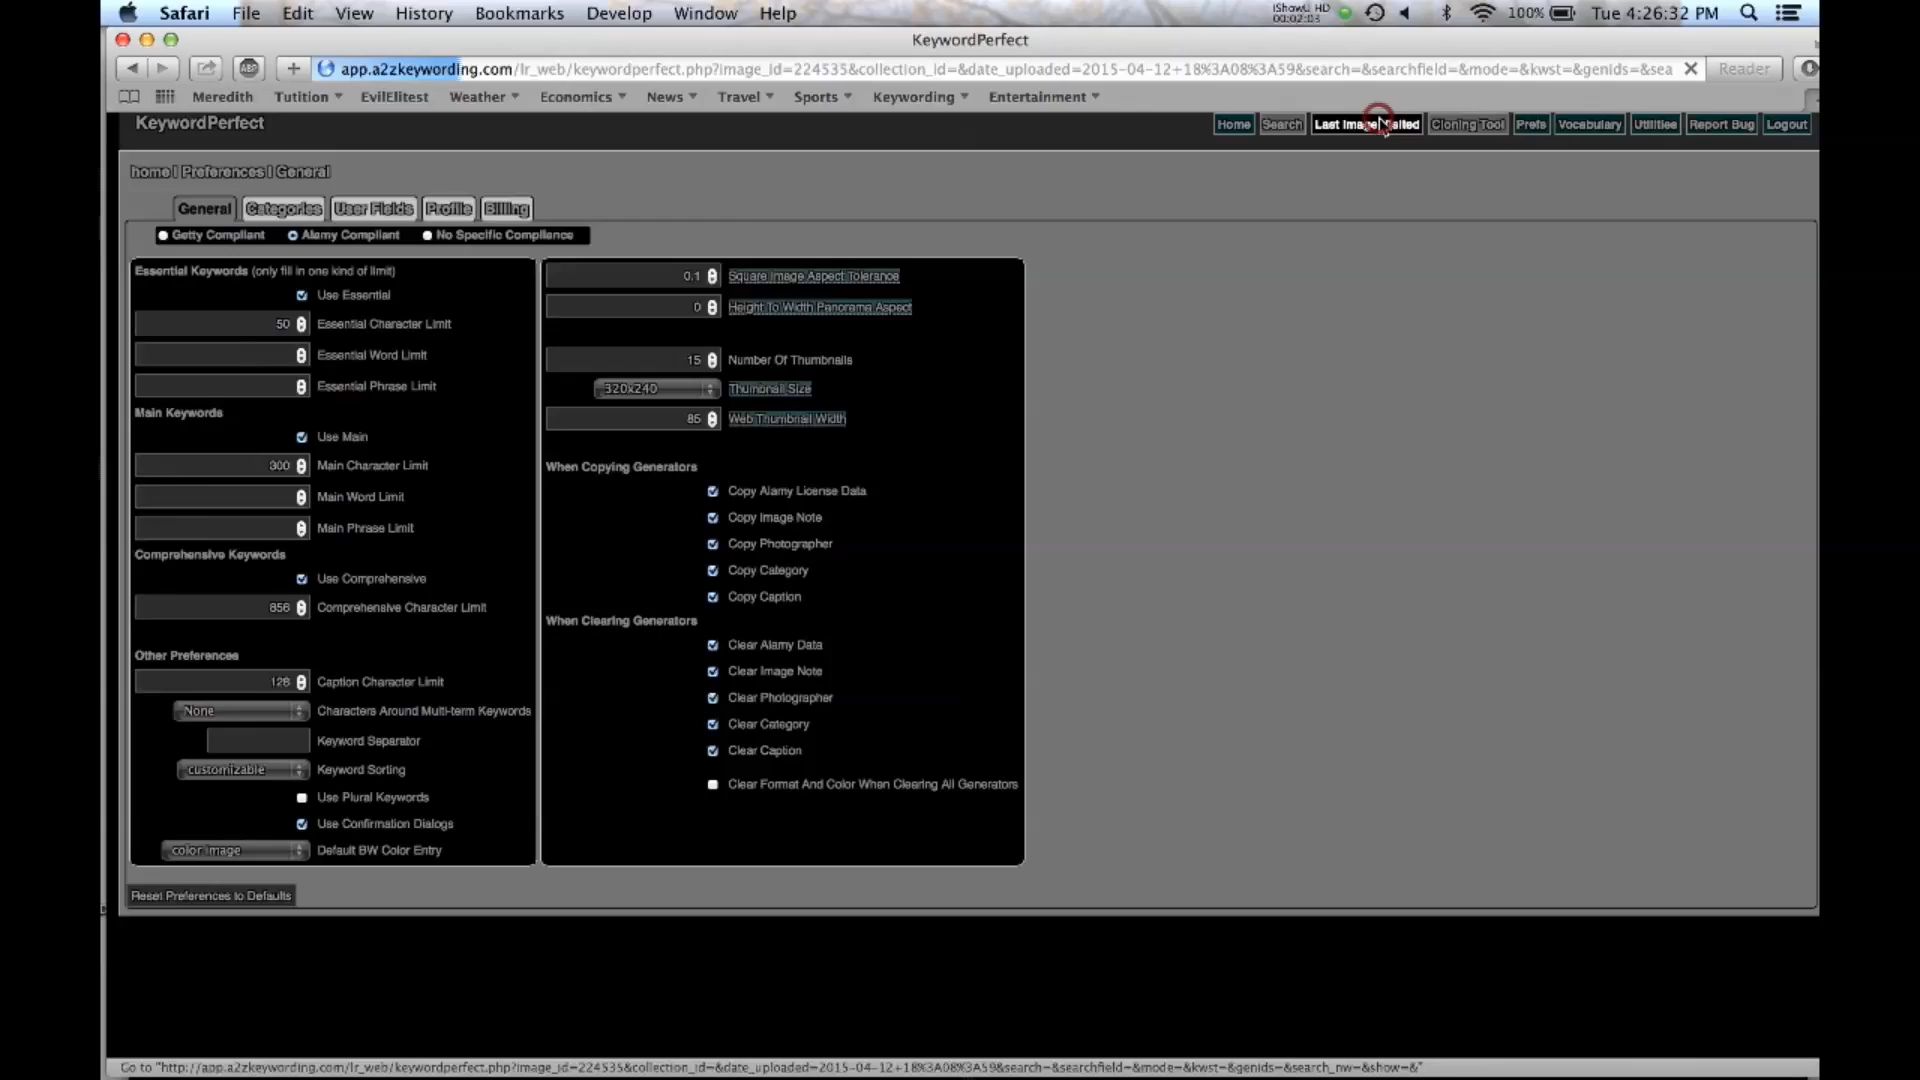 Safari File Edit View History Bookmarks Develop Window Help iShowU HD 00:02:03 100% Tue 4:26:32 PM
KeywordPerfect
ABP + app.a2zkeywording.com/lr_web/keywordperfect.php?image_id=224535&collection_id=&date_uploaded=2015-04-12+18%3A08%3A59&search=&searchfield=&mode=&kwst=&genids=&sea Reader
Meredith Tutition EvilElitest Weather Economics News Travel Sports Keywording Entertainment
KeywordPerfect Home Search Last Image Cloning Tool Prefs Vocabulary Utilities Report Bug Logout
home | Preferences | General
General Categories User Fields Profile Billing
Getty Compliant Alamy Compliant No Specific Compliance
Essential Keywords (only fill in one kind of limit)
Use Essential
50 Essential Character Limit
Essential Word Limit
Essential Phrase Limit
Main Keywords
Use Main
300 Main Character Limit
Main Word Limit
Main Phrase Limit
Comprehensive Keywords
Use Comprehensive
856 Comprehensive Character Limit
Other Preferences
128 Caption Character Limit
None Characters Around Multi-term Keywords
Keyword Separator
customizable Keyword Sorting
Use Plural Keywords
Use Confirmation Dialogs
color image Default BW Color Entry
0.1 Square Image Aspect Tolerance
0 Height To Width Panorama Aspect
15 Number Of Thumbnails
320x240 Thumbnail Size
85 Web Thumbnail Width
When Copying Generators
Copy Alamy License Data
Copy Image Note
Copy Photographer
Copy Category
Copy Caption
When Clearing Generators
Clear Alamy Data
Clear Image Note
Clear Photographer
Clear Category
Clear Caption
Clear Format And Color When Clearing All Generators
Reset Preferences to Defaults
Go to "http://app.a2zkeywording.com/lr_web/keywordperfect.php?image_id=224535&collection_id=&date_uploaded=2015-04-12+18%3A08%3A59&search=&searchfield=&mode=&kwst=&genids=&search_nw=&show=&"